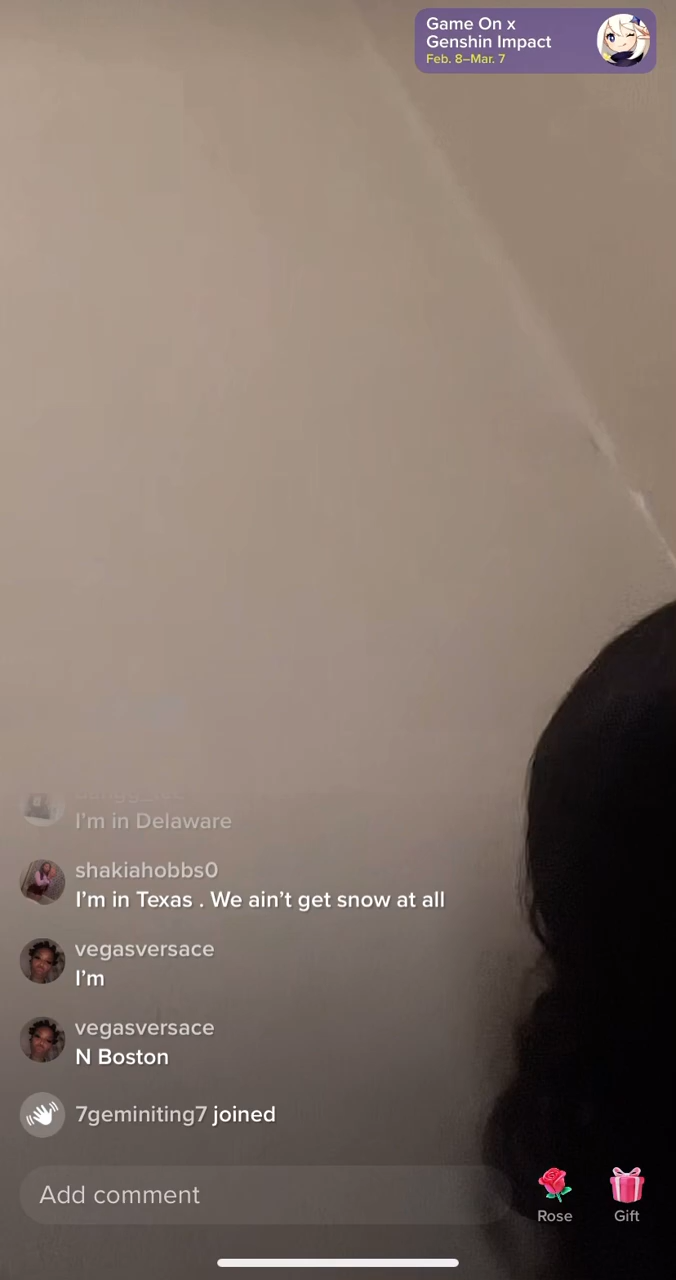 Game On x
Genshin Impact
Feb. 8–Mar. 7
I'm in Delaware
shakiahobbs0
I'm in Texas . We ain't get snow at all
vegasversace
I'm
vegasversace
N Boston
7geminiting7 joined
Add comment
Rose
Gift